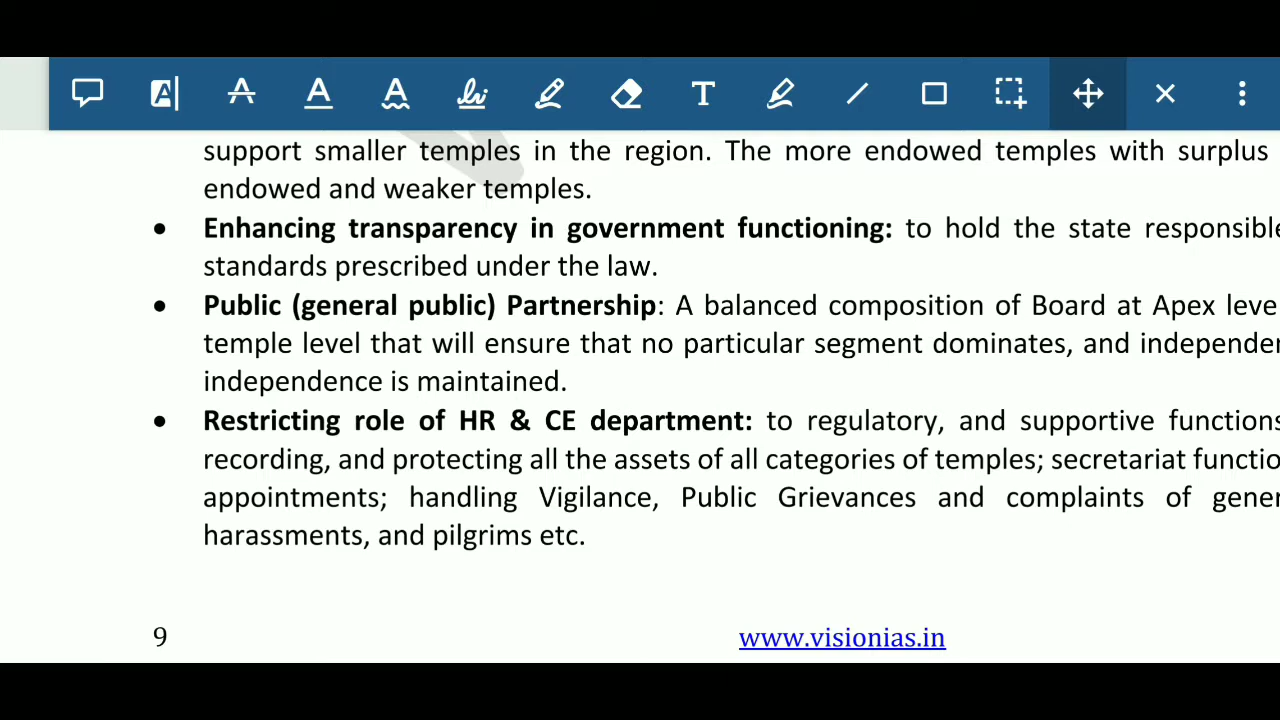 support smaller temples in the region. The more endowed temples with surplus
endowed and weaker temples.
• Enhancing transparency in government functioning: to hold the state responsible
standards prescribed under the law.
• Public (general public) Partnership: A balanced composition of Board at Apex leve
temple level that will ensure that no particular segment dominates, and independen
independence is maintained.
• Restricting role of HR & CE department: to regulatory, and supportive functions
recording, and protecting all the assets of all categories of temples; secretariat functio
appointments; handling Vigilance, Public Grievances and complaints of gener
harassments, and pilgrims etc.
9 www.visionias.in